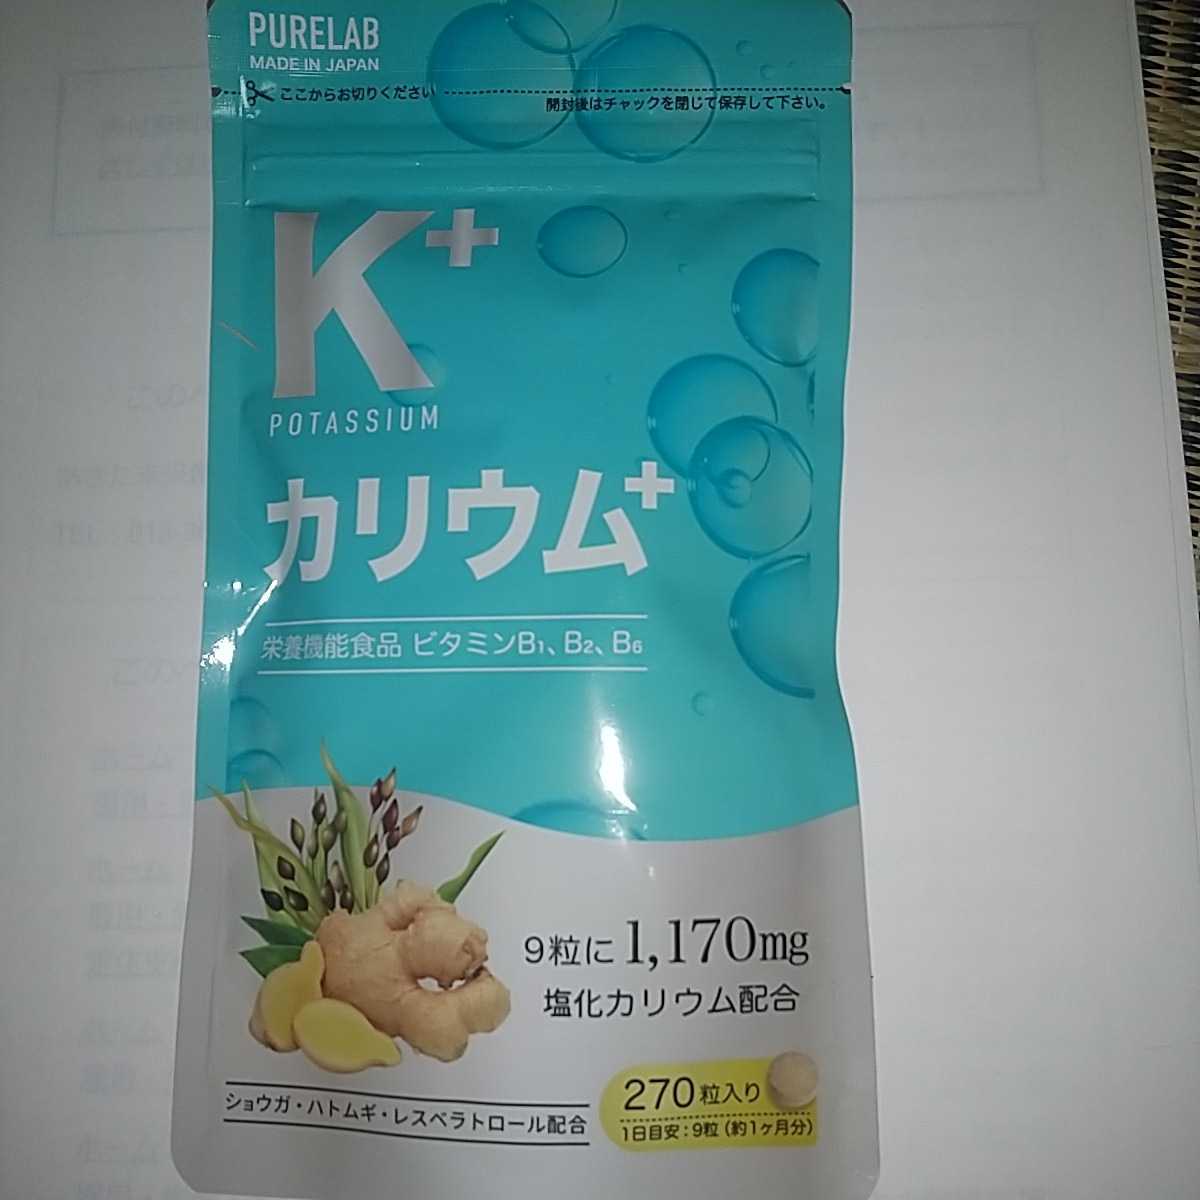 PURELAB
MADE IN JAPAN
ここからお切りください
開封後はチャックを閉じて保存して下さい。
K+
POTASSIUM
カリウム+
栄養機能食品 ビタミンB1、B2、B6
9粒に1,170mg
塩化カリウム配合
270粒入り
1日目安:9粒(約1ヶ月分)
ショウガ・ハトムギ・レスベラトロール配合